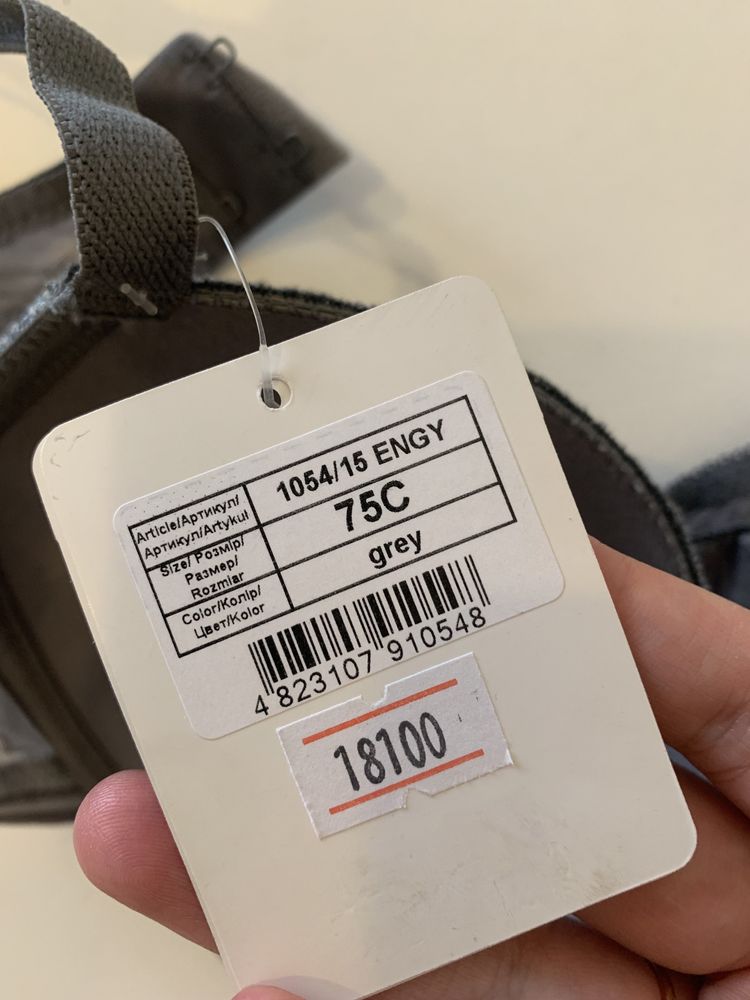 Article/Артикул/
Артикул/Artykuł
1054/15 ENGY
Size/ Розмір/
Размер/
Rozmiar
75C
Color/Колір/
Цвет/Kolor
grey
4 823107 910548
18100